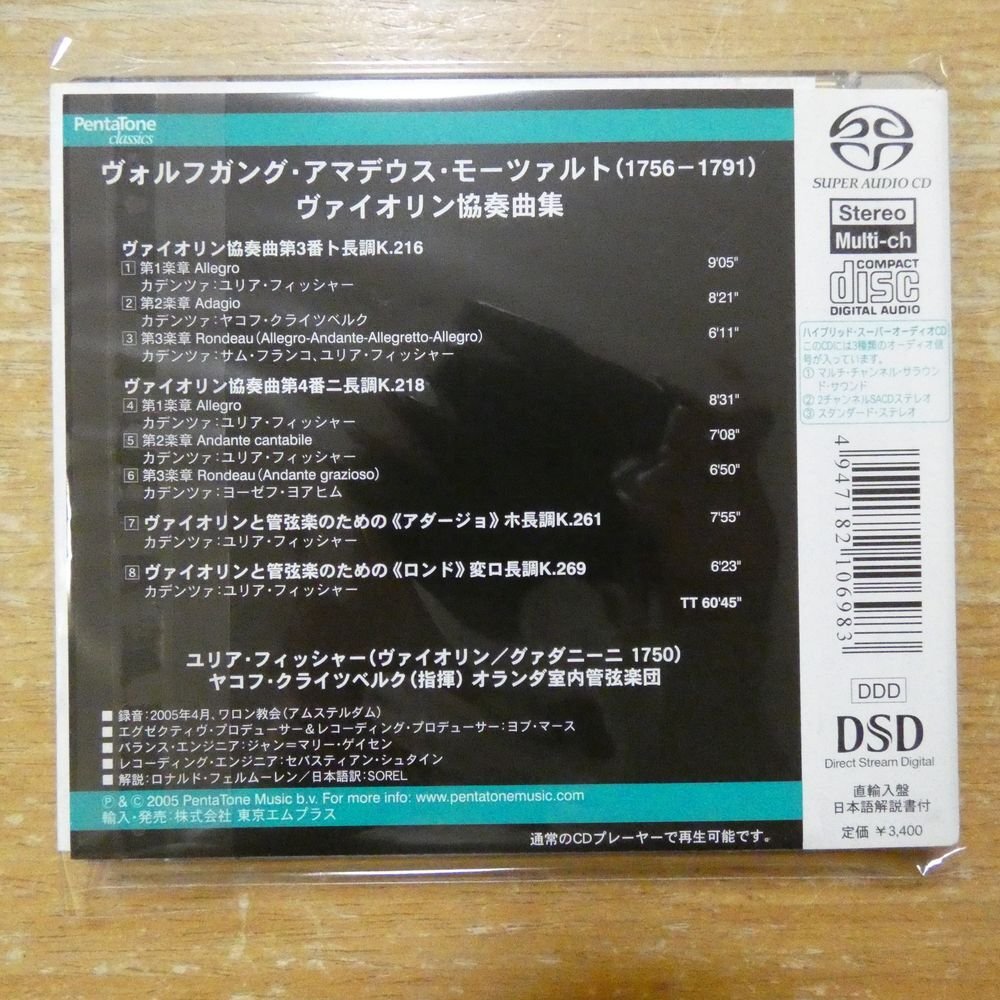 PentaTone
classics
ヴォルフガング・アマデウス・モーツァルト(1756－1791)
ヴァイオリン協奏曲集
ヴァイオリン協奏曲第3番ト長調K.216
1 第1楽章 Allegro 9'05"
カデンツァ：ユリア・フィッシャー
2 第2楽章 Adagio 8'21"
カデンツァ：ヤコフ・クライツベルク
3 第3楽章 Rondeau(Allegro-Andante-Allegretto-Allegro) 6'11"
カデンツァ：サム・フランコ、ユリア・フィッシャー
ヴァイオリン協奏曲第4番ニ長調K.218
4 第1楽章 Allegro 8'31"
カデンツァ：ユリア・フィッシャー
5 第2楽章 Andante cantabile 7'08"
カデンツァ：ユリア・フィッシャー
6 第3楽章 Rondeau(Andante grazioso) 6'50"
カデンツァ：ヨーゼフ・ヨアヒム
7 ヴァイオリンと管弦楽のための《アダージョ》ホ長調K.261 7'55"
カデンツァ：ユリア・フィッシャー
8 ヴァイオリンと管弦楽のための《ロンド》変ロ長調K.269 6'23"
カデンツァ：ユリア・フィッシャー
TT 60'45"
ユリア・フィッシャー(ヴァイオリン／グァダニーニ 1750)
ヤコフ・クライツベルク(指揮) オランダ室内管弦楽団
■ 録音：2005年4月、ワロン教会(アムステルダム)
■ エグゼクティヴ・プロデューサー&レコーディング・プロデューサー：ヨブ・マース
■ バランス・エンジニア：ジャン＝マリー・ゲイセン
■ レコーディング・エンジニア：セバスティアン・シュタイン
■ 解説：ロナルド・フェルムーレン／日本語訳：SOREL
℗ & © 2005 PentaTone Music b.v. For more info: www.pentatonemusic.com
輸入・発売：株式会社 東京エムプラス
通常のCDプレーヤーで再生可能です。
SUPER AUDIO CD
Stereo
Multi-ch
COMPACT
disc
DIGITAL AUDIO
ハイブリッド・スーパーオーディオCD
このCDには3種類のオーディオ信
号が入っています。
① マルチ・チャンネル・サラウン
ド・サウンド
② 2チャンネルSACDステレオ
③ スタンダード・ステレオ
4947182106983
DDD
DSD
Direct Stream Digital
直輸入盤
日本語解説書付
定価 ￥3,400